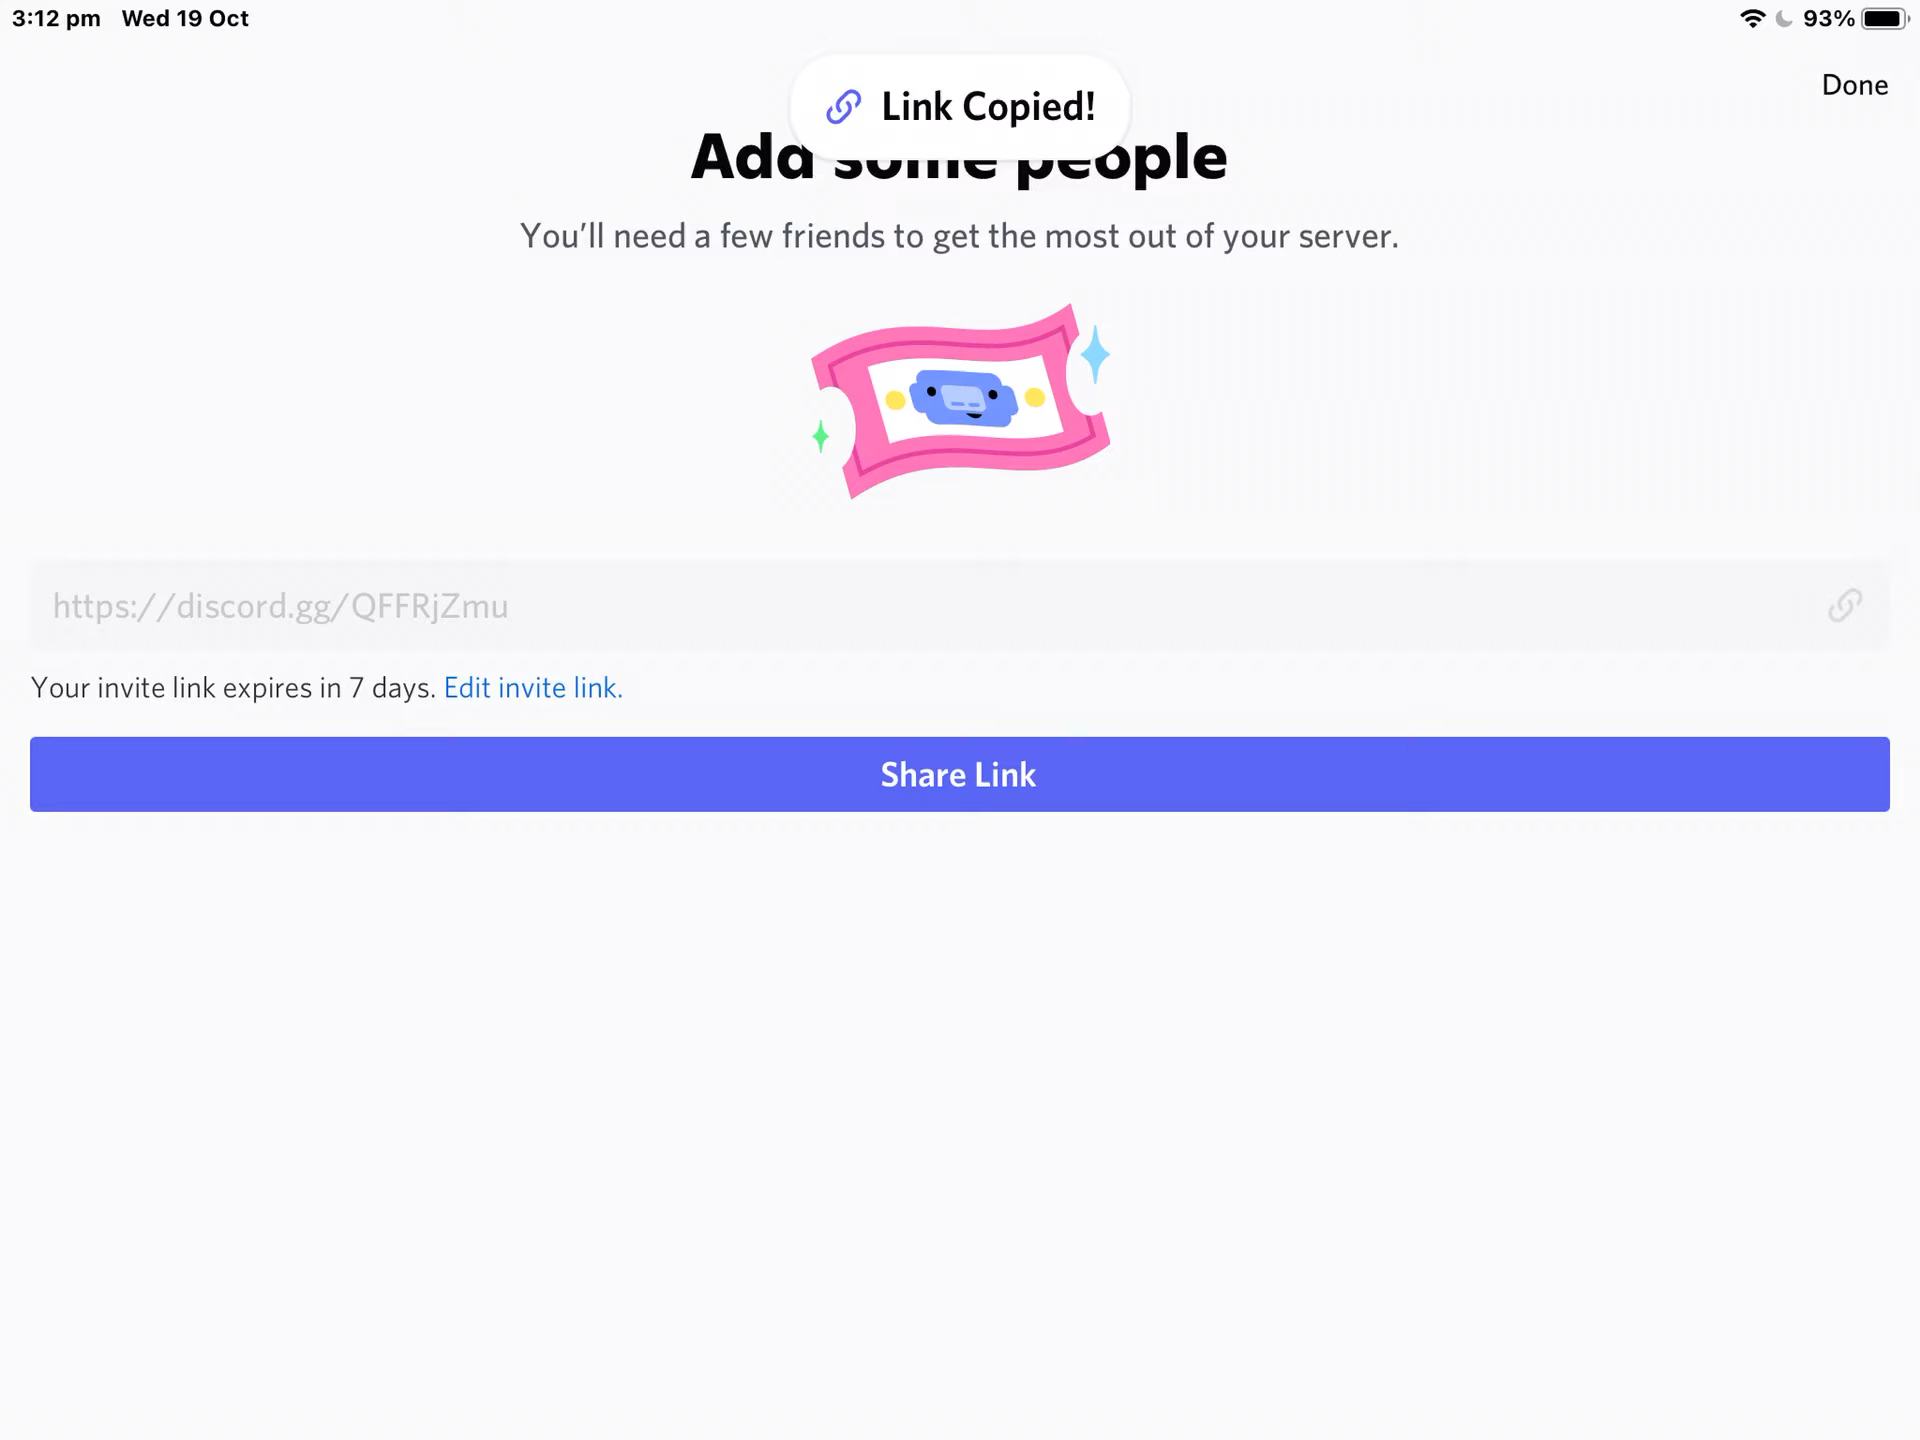 3:12 pm Wed 19 Oct
93%
Link Copied!
Done
Add some people
You’ll need a few friends to get the most out of your server.
https://discord.gg/QFFRjZmu
Your invite link expires in 7 days. Edit invite link.
Share Link